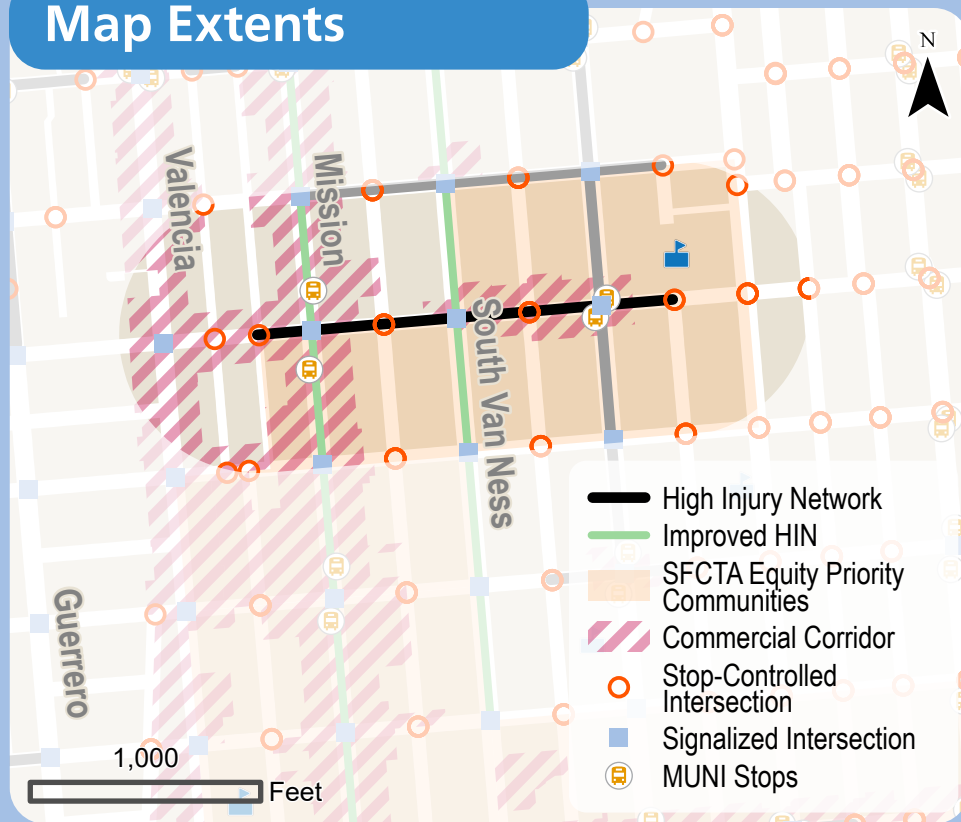 Map Extents
N
Valencia
Mission
South Van Ness
Guerrero
High Injury Network
Improved HIN
SFCTA Equity Priority
Communities
Commercial Corridor
Stop-Controlled
Intersection
Signalized Intersection
MUNI Stops
1,000
Feet